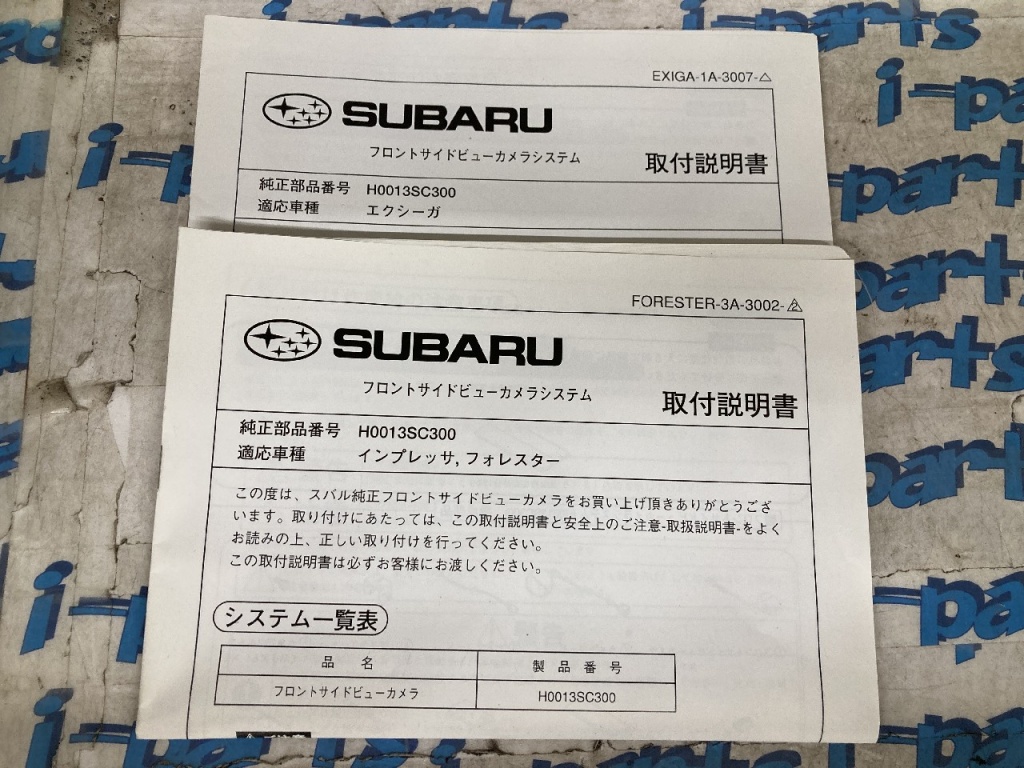 EXIGA-1A-3007-△
SUBARU
フロントサイドビューカメラシステム
取付説明書
純正部品番号 H0013SC300
適応車種 エクシーガ
FORESTER-3A-3002-
SUBARU
フロントサイドビューカメラシステム
取付説明書
純正部品番号 H0013SC300
適応車種 インプレッサ,フォレスター
この度は、スバル純正フロントサイドビューカメラをお買い上げ頂きありがとうござ
います。取り付けにあたっては、この取付説明書と安全上のご注意-取扱説明書-をよく
お読みの上、正しい取り付けを行ってください。
この取付説明書は必ずお客様にお渡しください。
システム一覧表
品名 製品番号
フロントサイドビューカメラ H0013SC300
i-parts
i-parts
i-parts
i-parts
i-parts
i-parts